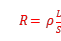 R = ρ L/S